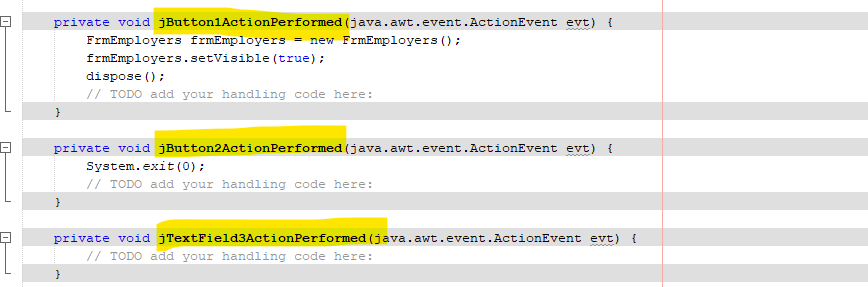 private void jButton1ActionPerformed(java.awt.event.ActionEvent evt) {
FrmEmployers frmEmployers = new FrmEmployers();
frmEmployers.setVisible(true);
dispose();
// TODO add your handling code here:
}
private void jButton2ActionPerformed(java.awt.event.ActionEvent evt) {
System.exit(0);
// TODO add your handling code here:
}
private void jTextField3ActionPerformed(java.awt.event.ActionEvent evt) {
// TODO add your handling code here:
}